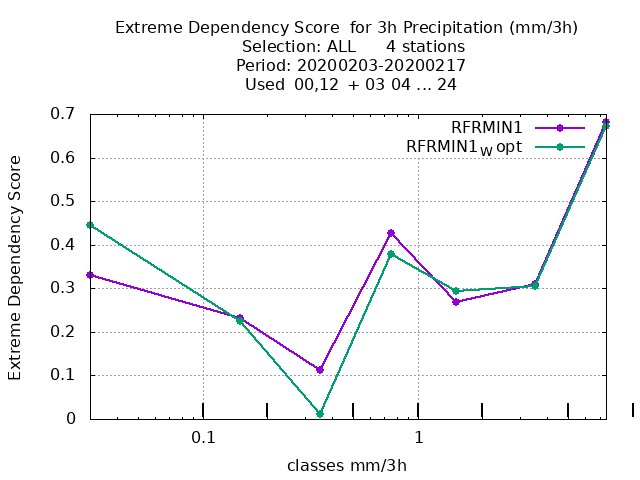 Extreme Dependency Score for 3h Precipitation (mm/3h)
Selection: ALL 4 stations
Period: 20200203-20200217
Used 00,12 + 03 04 ... 24
RFRMIN1
RFRMIN1W opt
Extreme Dependency Score
0.7
0.6
0.5
0.4
0.3
0.2
0.1
0
0.1 1
classes mm/3h